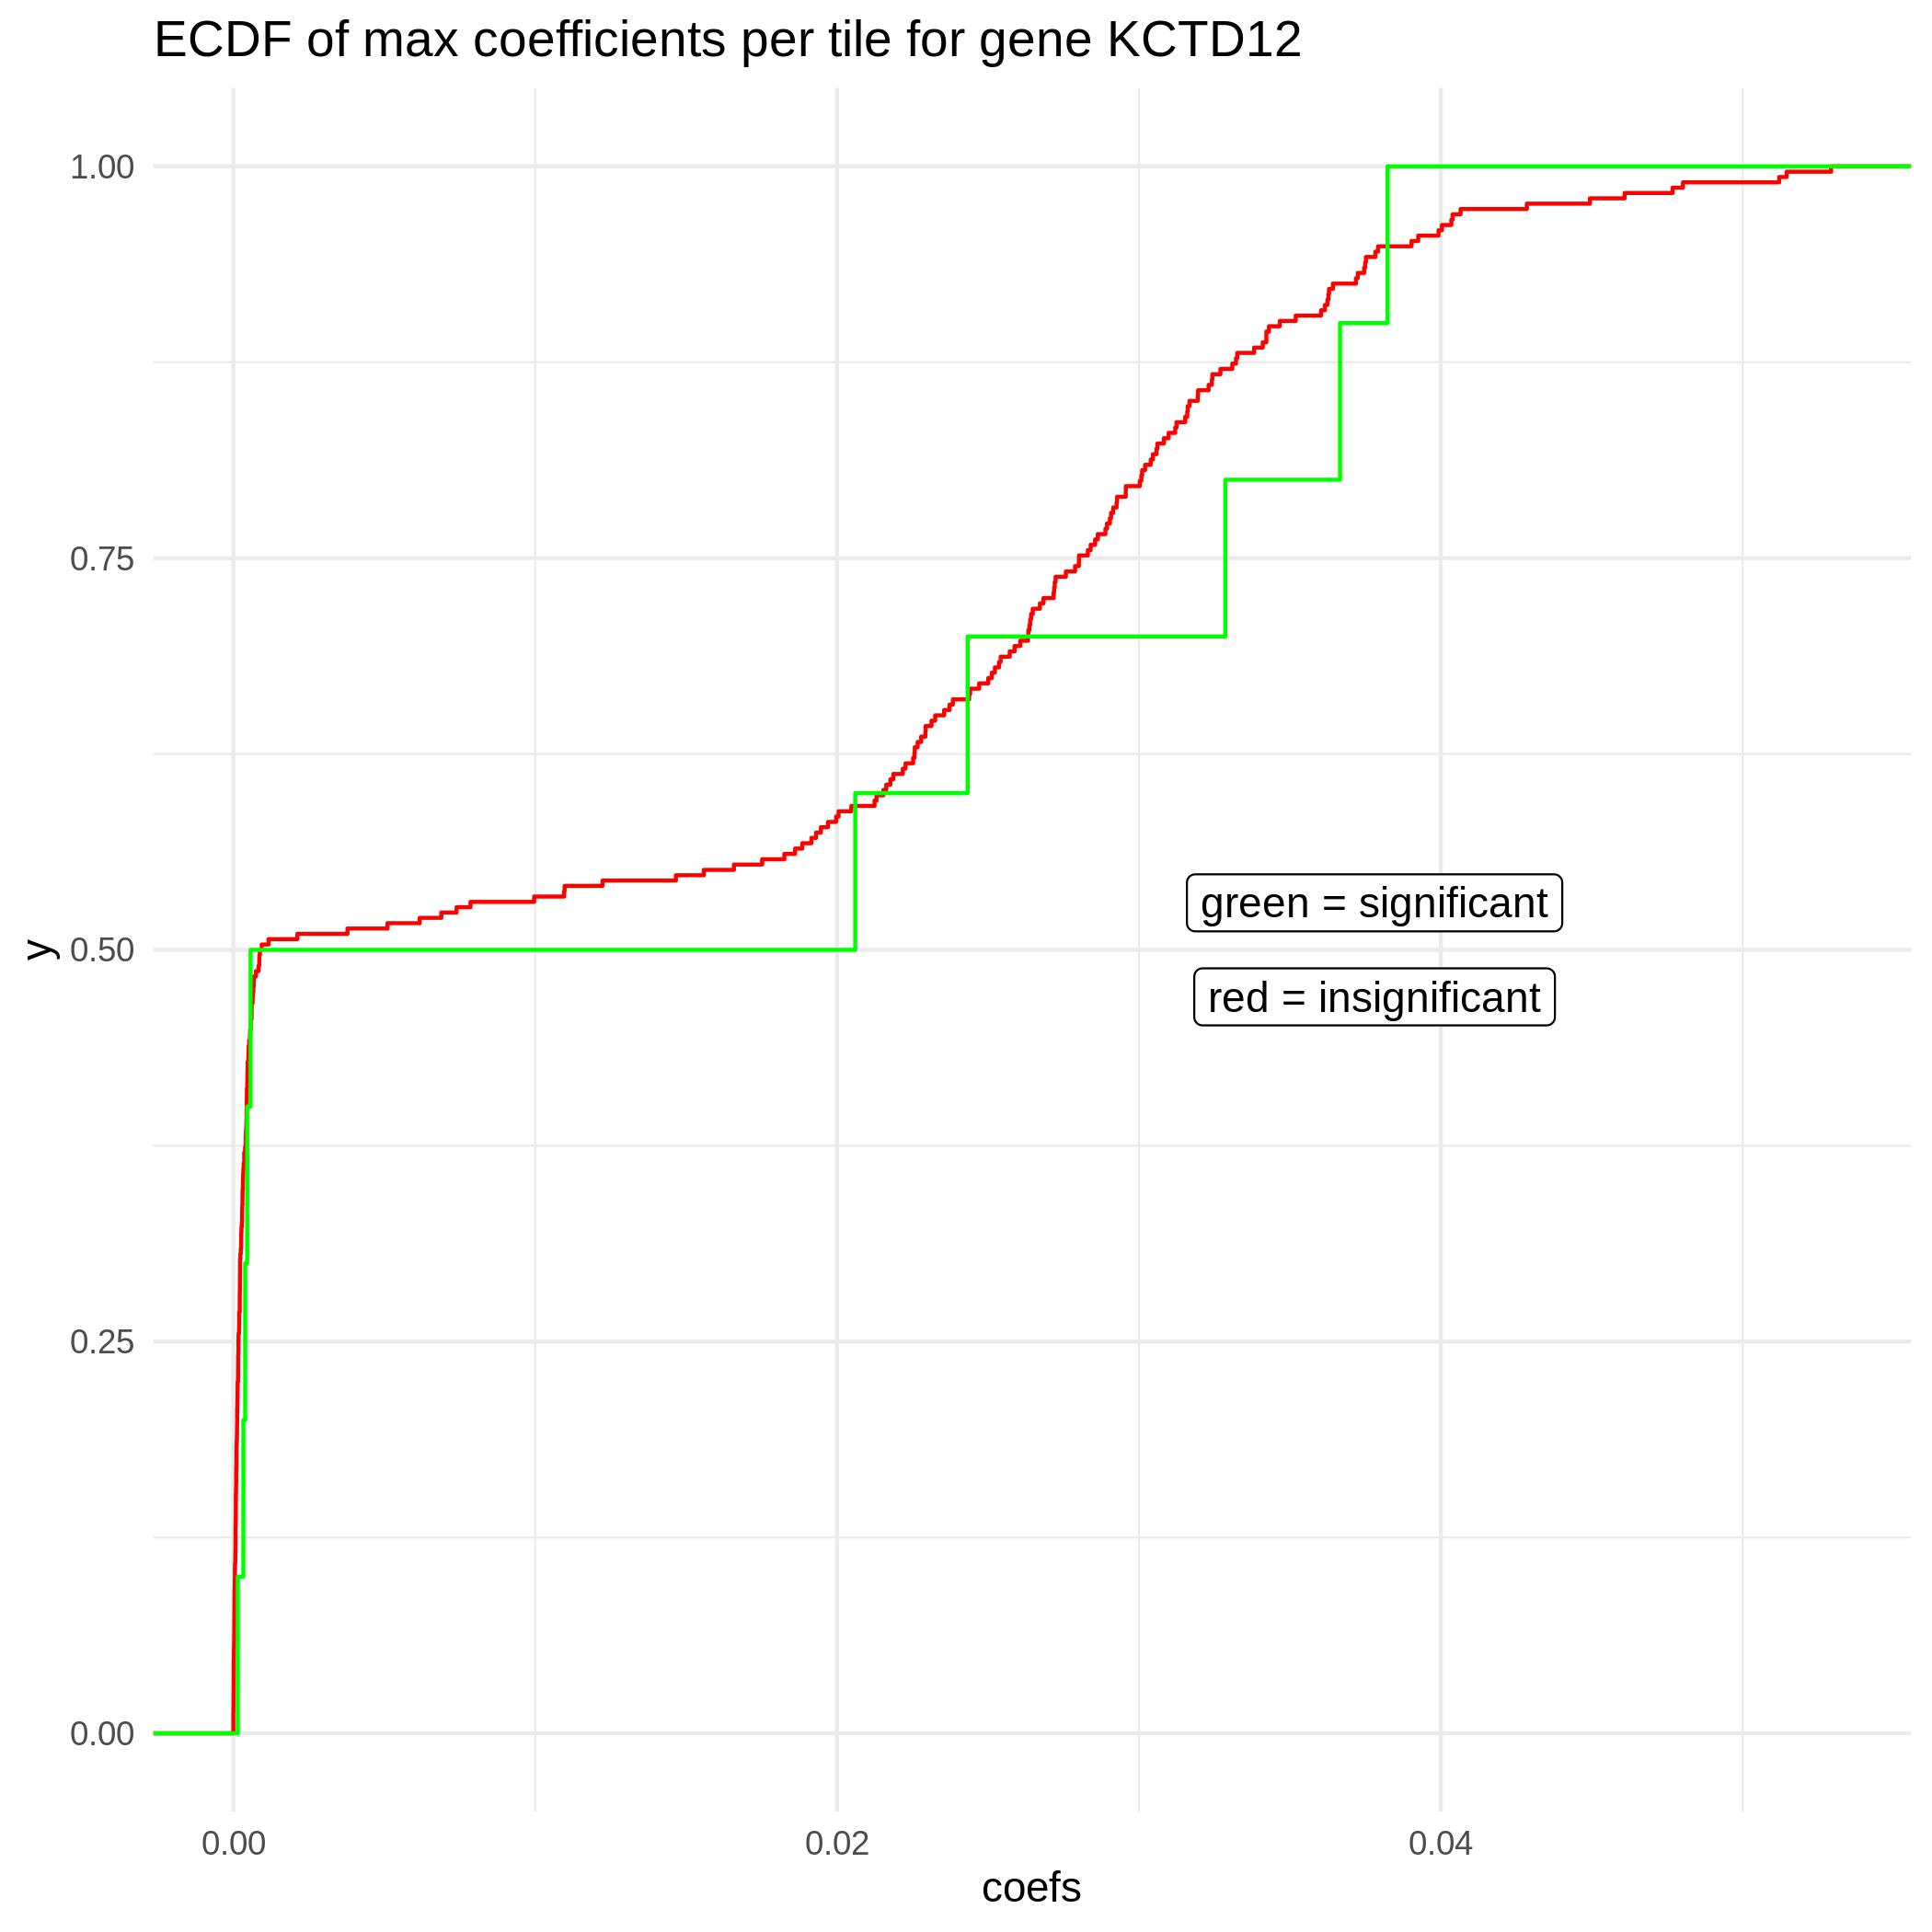 ECDF of max coefficients per tile for gene KCTD12
1.00
0.75
0.50
0.25
0.00
y
green = significant
red = insignificant
0.00 0.02 0.04
coefs